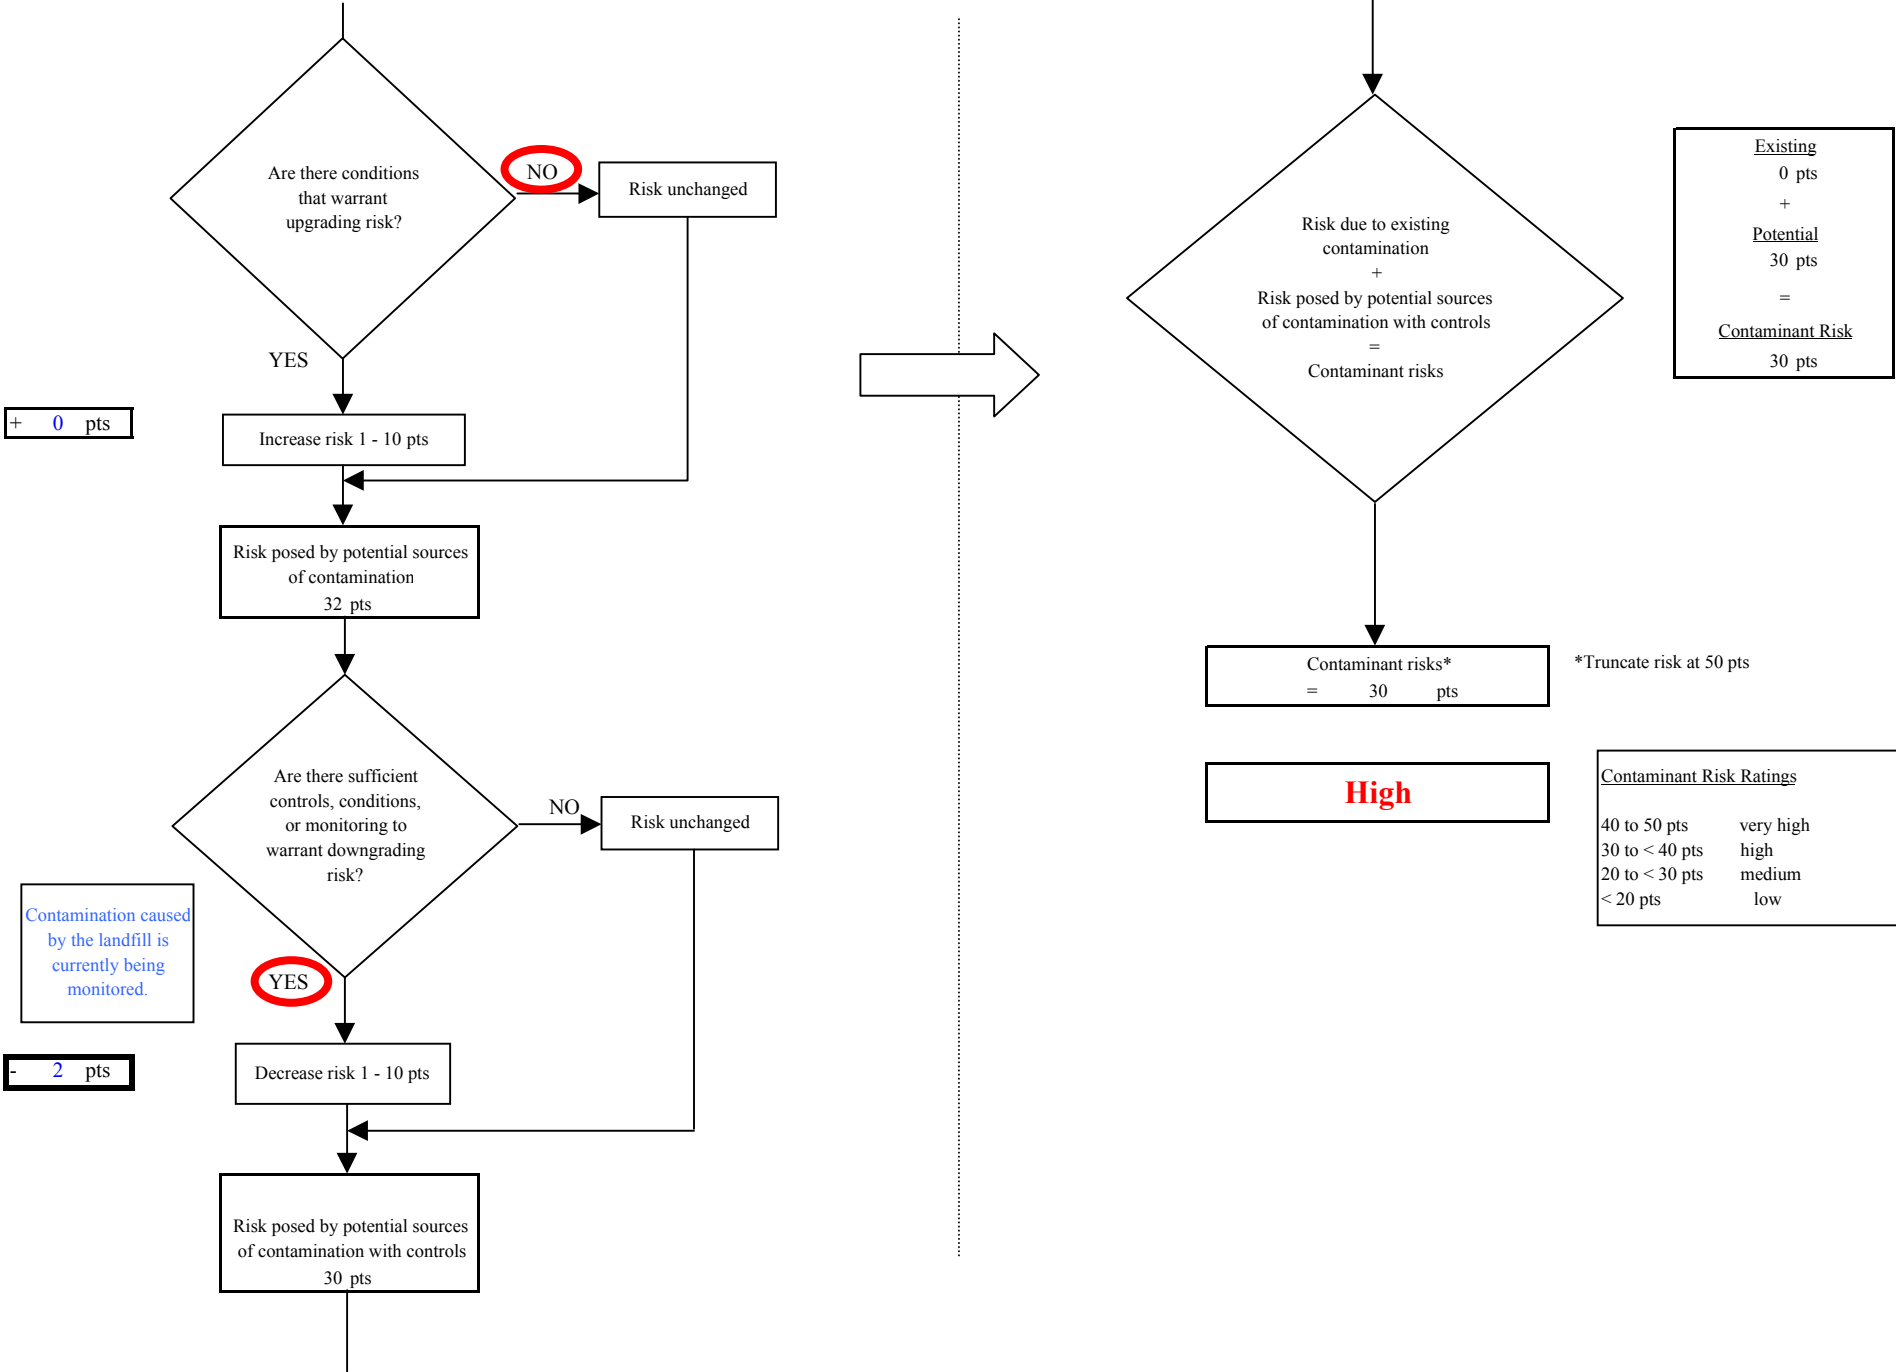 Are there conditions
that warrant
upgrading risk?
NO
Risk unchanged
YES
+ 0 pts
Increase risk 1 - 10 pts
Risk posed by potential sources
of contamination
32 pts
Are there sufficient
controls, conditions,
or monitoring to
warrant downgrading
risk?
NO
Risk unchanged
Contamination caused
by the landfill is
currently being
monitored.
YES
- 2 pts
Decrease risk 1 - 10 pts
Risk posed by potential sources
of contamination with controls
30 pts
Risk due to existing
contamination
+
Risk posed by potential sources
of contamination with controls
=
Contaminant risks
Existing
0 pts
+
Potential
30 pts
=
Contaminant Risk
30 pts
Contaminant risks*
= 30 pts
*Truncate risk at 50 pts
High
Contaminant Risk Ratings
40 to 50 pts very high
30 to < 40 pts high
20 to < 30 pts medium
< 20 pts low